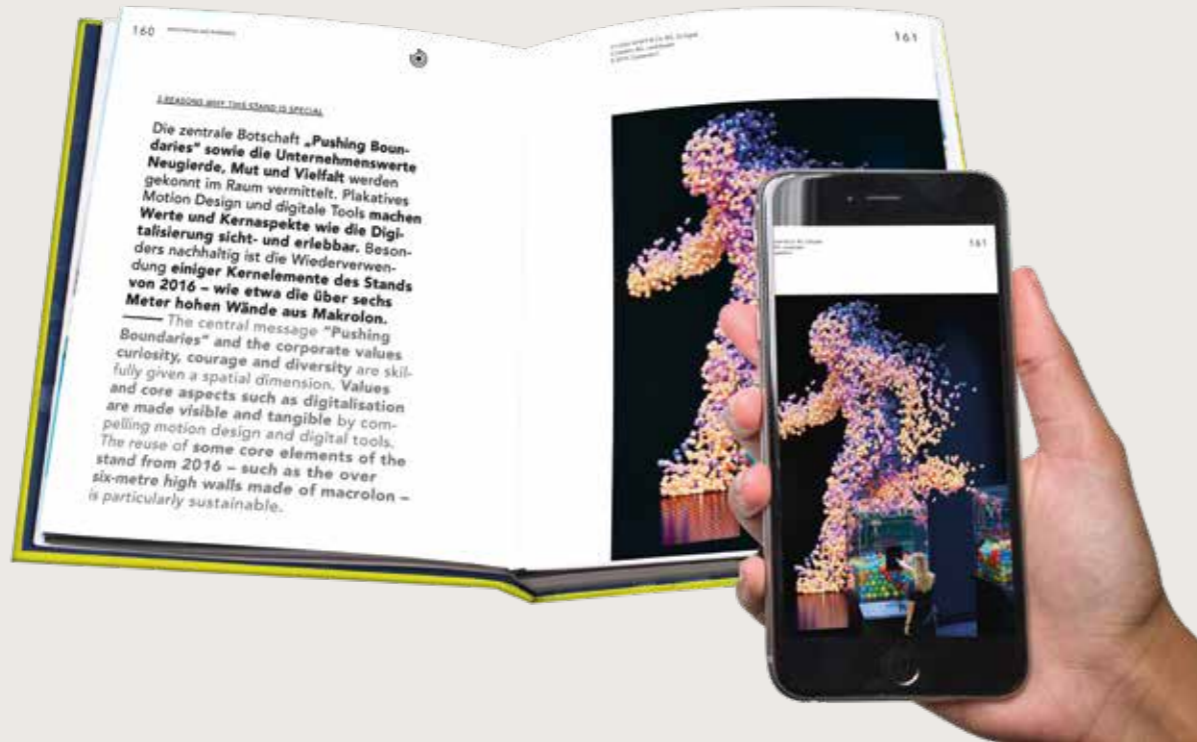 160
3 REASONS WHY THIS STAND IS SPECIAL
Die zentrale Botschaft „Pushing Boun-
daries“ sowie die Unternehmenswerte
Neugierde, Mut und Vielfalt werden
gekonnt im Raum vermittelt. Plakatives
Motion Design und digitale Tools machen
Werte und Kernaspekte wie die Digi-
talisierung sicht- und erlebbar. Beson-
ders nachhaltig ist die Wiederverwen-
dung einiger Kernelemente des Stands
von 2016 – wie etwa die über sechs
Meter hohen Wände aus Makrolon.
The central message "Pushing
Boundaries" and the corporate values
curiosity, courage and diversity are skil-
fully given a spatial dimension. Values
and core aspects such as digitalisation
are made visible and tangible by com-
pelling motion design and digital tools.
The reuse of some core elements of the
stand from 2016 – such as the over
six-metre high walls made of macrolon –
is particularly sustainable.
161
161